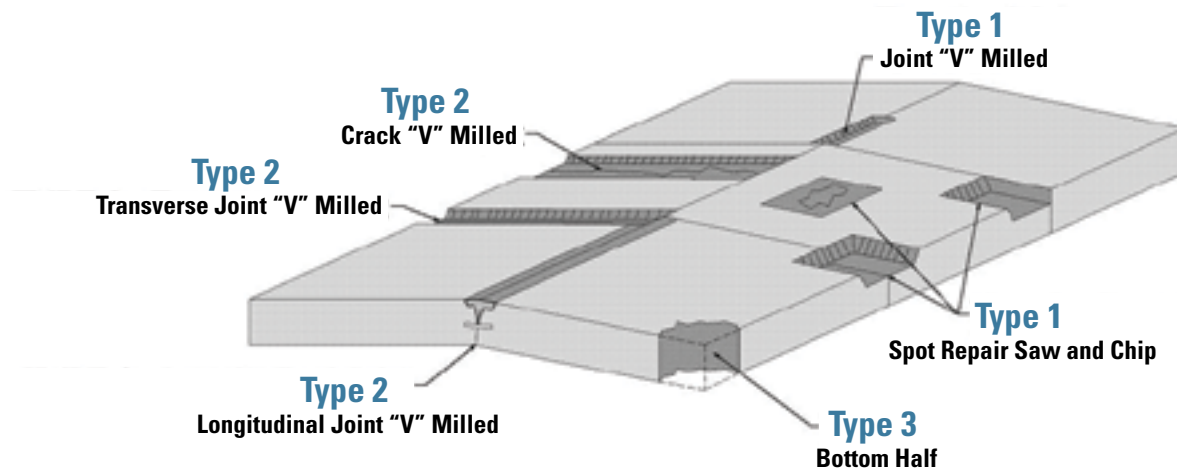 Type 1
Joint “V” Milled
Type 2
Crack “V” Milled
Type 2
Transverse Joint “V” Milled
Type 1
Spot Repair Saw and Chip
Type 2
Longitudinal Joint “V” Milled
Type 3
Bottom Half